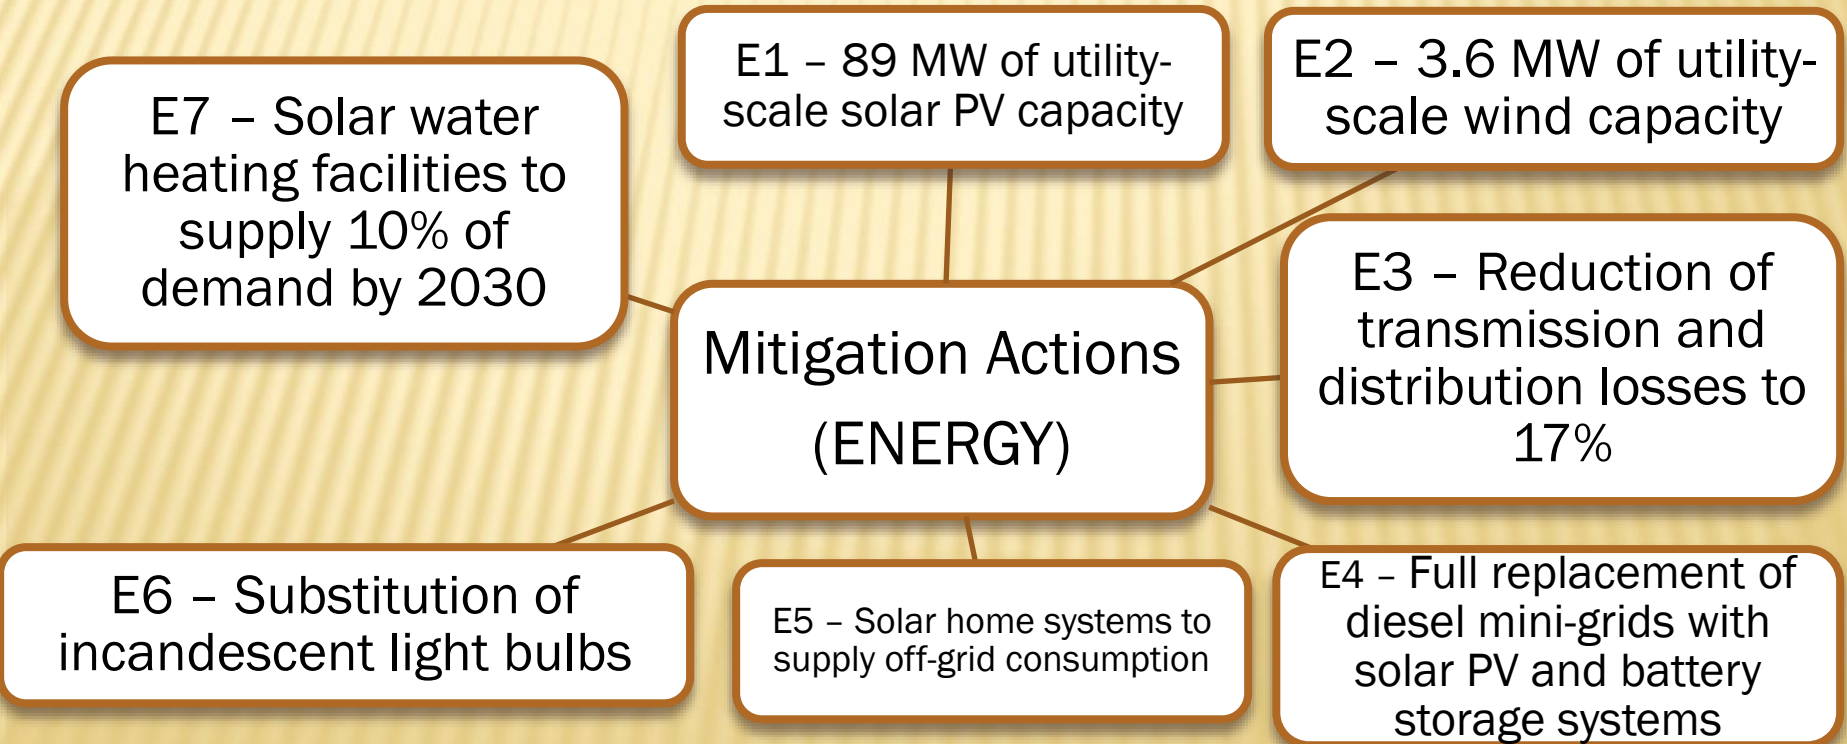 E1 – 89 MW of utility-
scale solar PV capacity
E2 – 3.6 MW of utility-
scale wind capacity
E7 – Solar water
heating facilities to
supply 10% of
demand by 2030
Mitigation Actions
(ENERGY)
E3 – Reduction of
transmission and
distribution losses to
17%
E6 – Substitution of
incandescent light bulbs
E5 – Solar home systems to
supply off-grid consumption
E4 – Full replacement of
diesel mini-grids with
solar PV and battery
storage systems